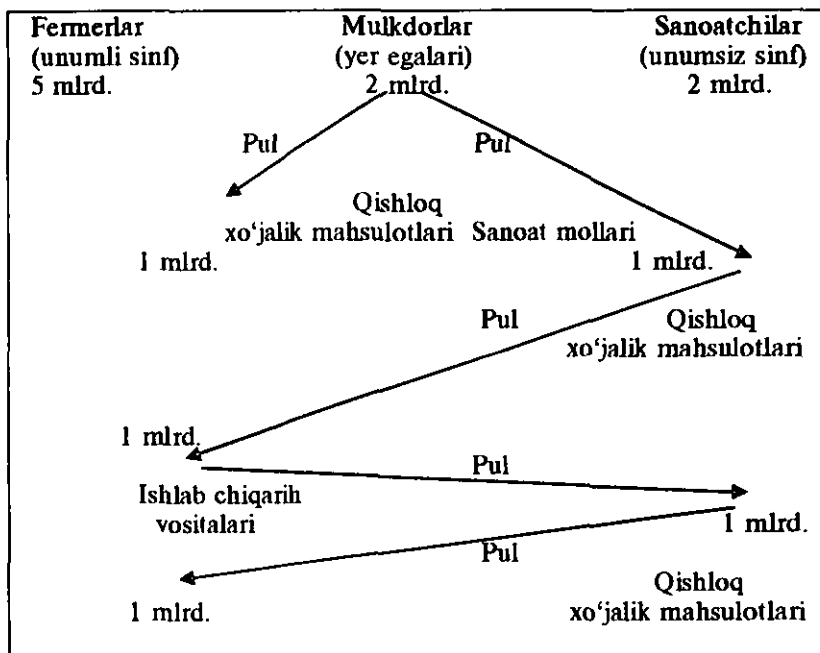 Fermerlar Mulkdorlar Sanoatchilar
(unumli sinf) (yer egalari) (unumsiz sinf)
5 mlrd. 2 mlrd. 2 mlrd.
Pul Pul
Qishloq
xo‘jalik mahsulotlari Sanoat mollari
1 mlrd. 1 mlrd.
Pul Qishloq
xo‘jalik mahsulotlari
1 mlrd.
Pul
Ishlab chiqarih
vositalari
1 mlrd.
Pul
1 mlrd. Qishloq
xo‘jalik mahsulotlari